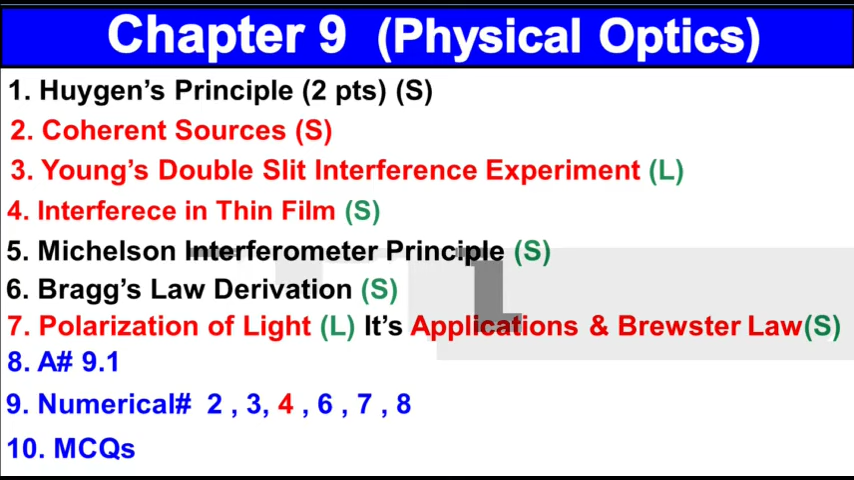 Chapter 9 (Physical Optics)
1. Huygen's Principle (2 pts) (S)
2. Coherent Sources (S)
3. Young's Double Slit Interference Experiment (L)
4. Interferece in Thin Film (S)
5. Michelson Interferometer Principle (S)
6. Bragg's Law Derivation (S)
7. Polarization of Light (L) It's Applications & Brewster Law(S)
8. A# 9.1
9. Numerical# 2 , 3, 4 , 6 , 7 , 8
10. MCQs